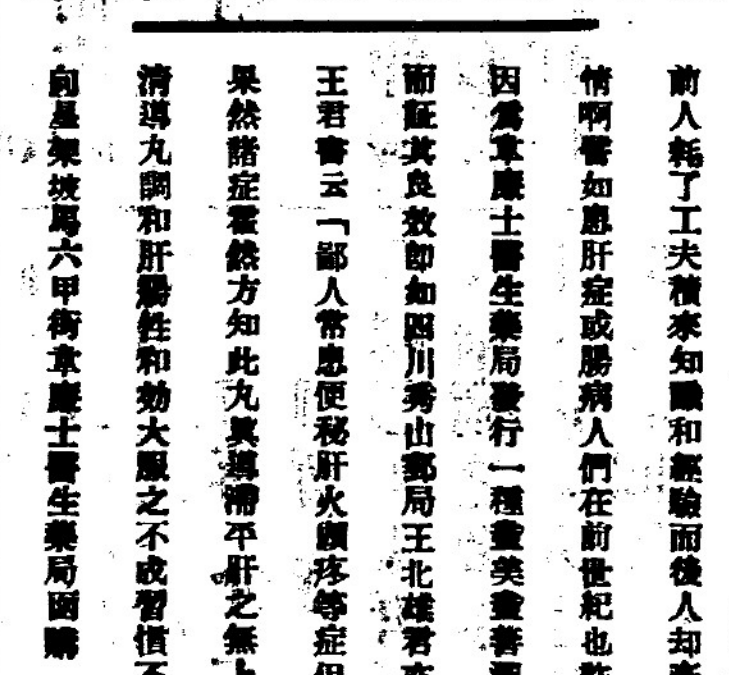 前人耗了工夫積來知識和經驗而後人却
情啊譬如患肝症或腸病人們在前世紀也
因爲韋廉士醫生藥局發行一種盡美盡善
而証其良效卽如四川秀山郵局王北雄君
王君書云「鄙人常患便秘肝火頭疼等症但
果然諸症霍然方知此丸眞導滯平肝之無上
清導丸調和肝腸性和効大服之不成習慣不
向星架坡馬六甲街韋廉士醫生藥局函購